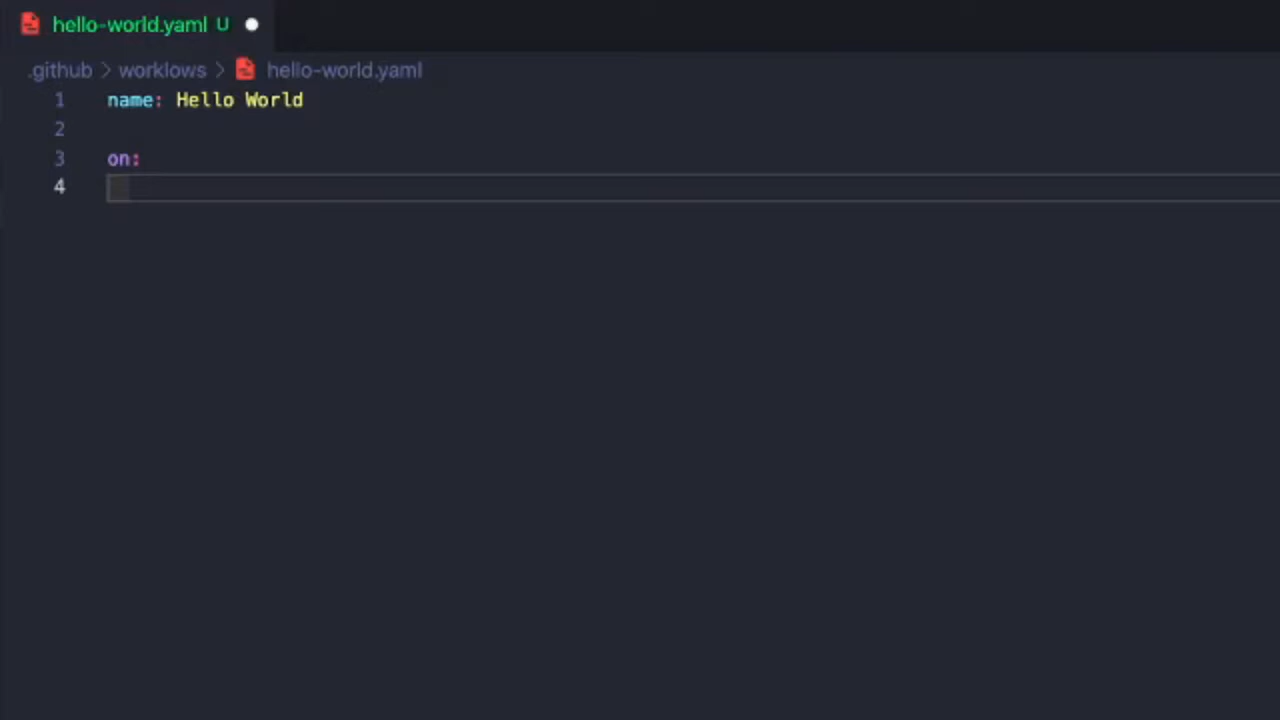 hello-world.yaml U
.github > worklows > hello-world.yaml
1 name: Hello World
2
3 on:
4